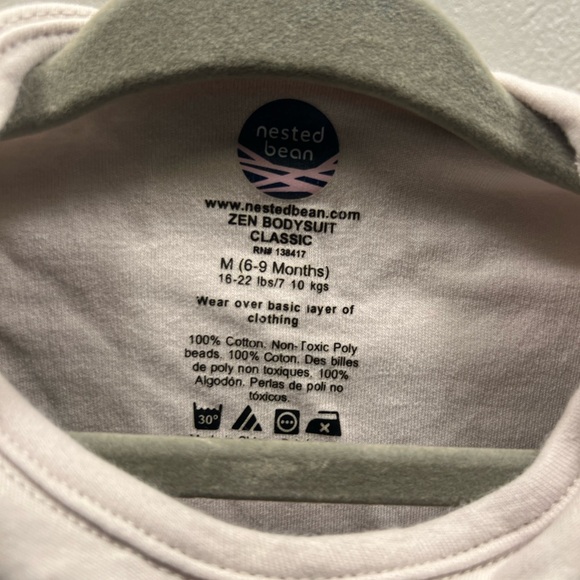 nested
bean
www.nestedbean.com
ZEN BODYSUIT
CLASSIC
RN# 138417
M (6-9 Months)
16-22 lbs/7 10 kgs
Wear over basic layer of
clothing
100% Cotton. Non-Toxic Poly
beads. 100% Coton. Des billes
de poly non toxiques. 100%
Algodón. Perlas de poli no
tóxicos.
30°